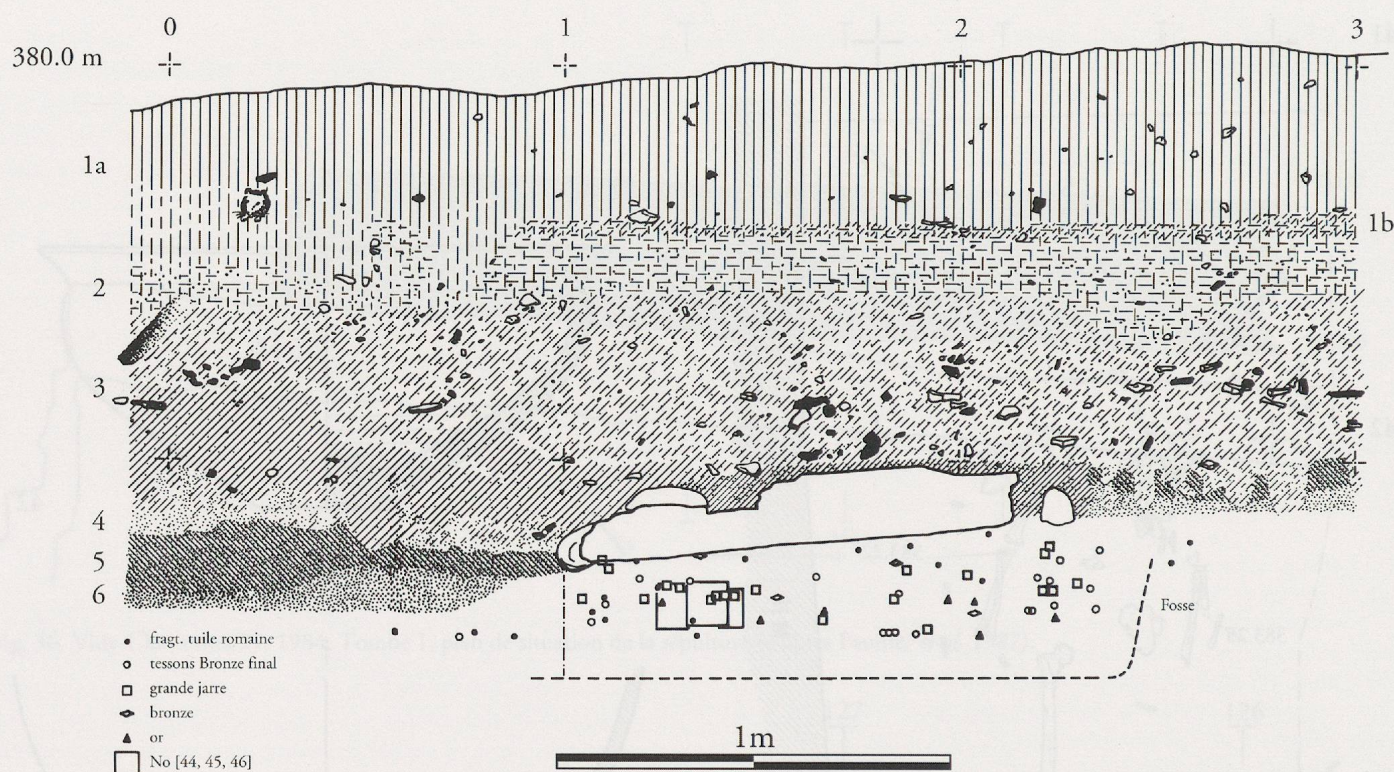 0 1 2 3
380.0 m
1a
1b
2
3
4
5
6
Fosse
fragt. tuile romaine
tessons Bronze final
grande jarre
bronze
or
No [44, 45, 46]
1m